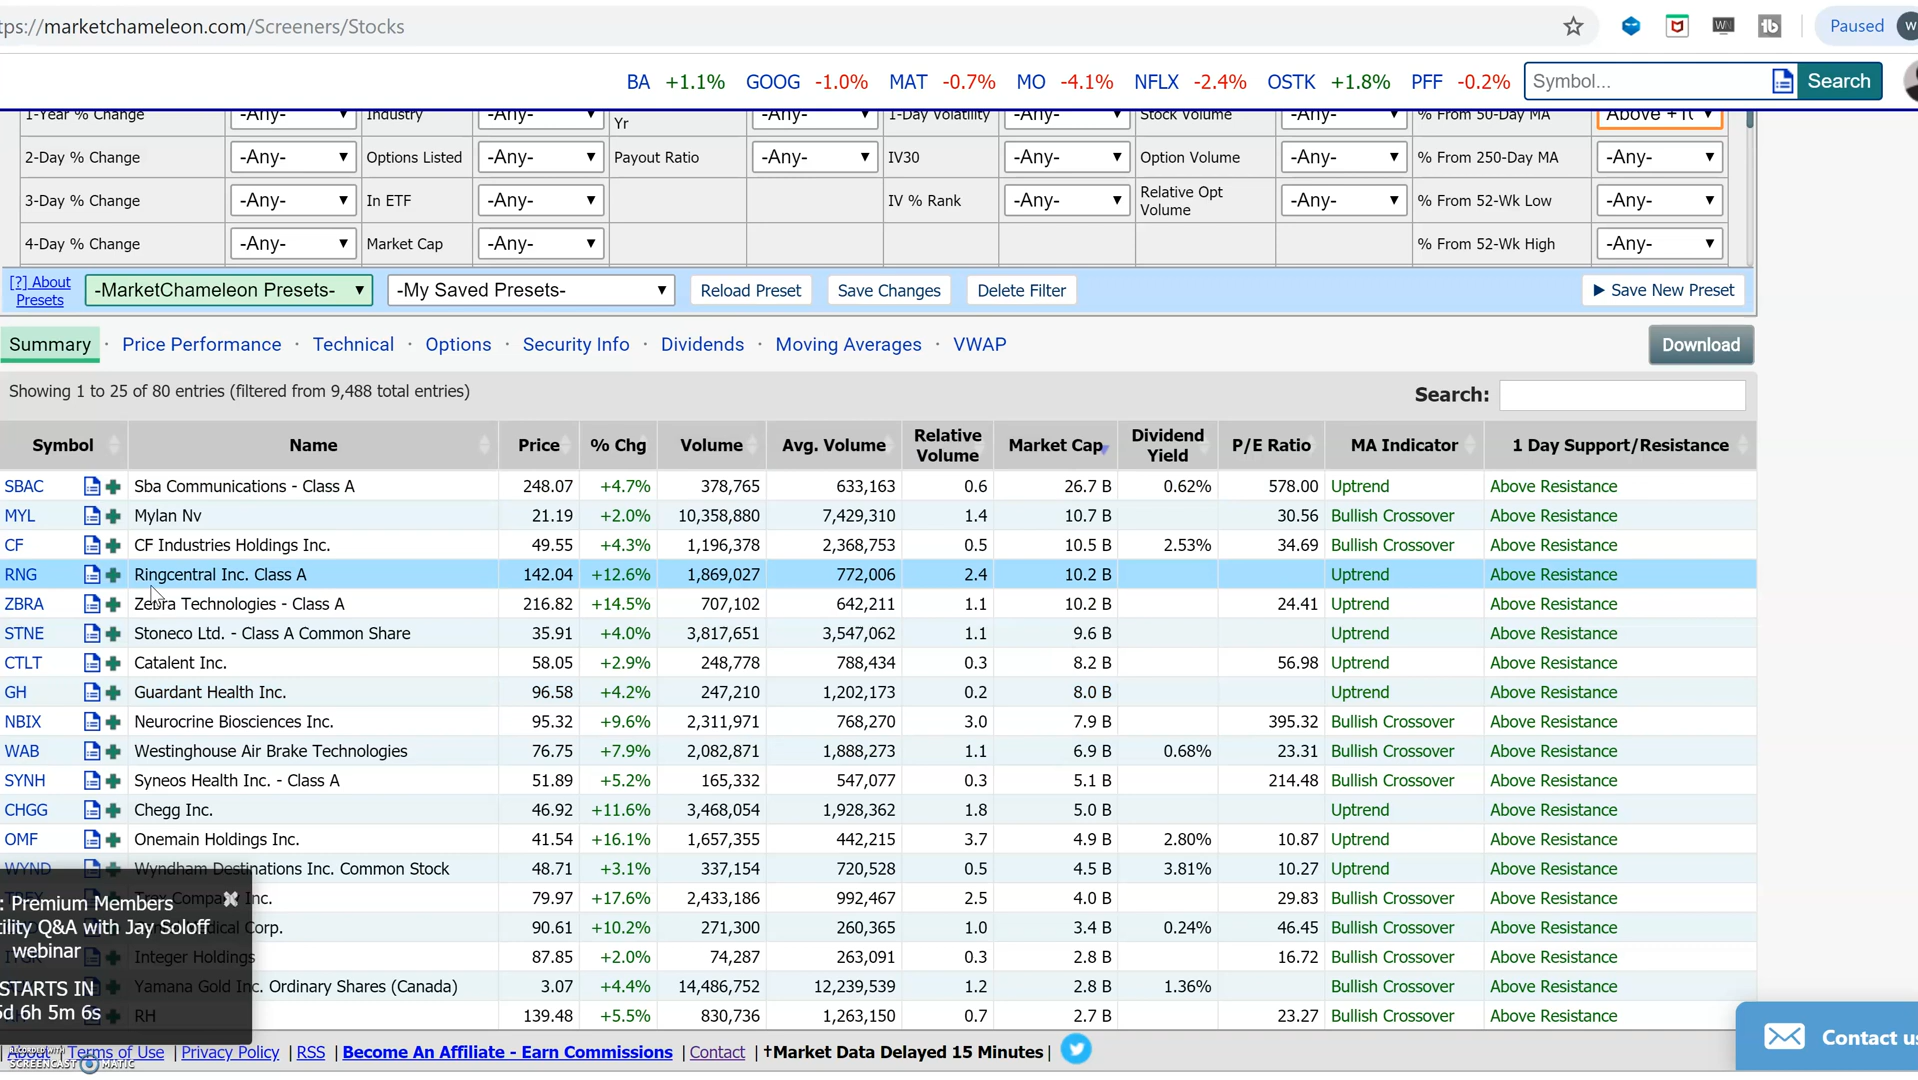 tps://marketchameleon.com/Screeners/Stocks
Paused
W
BA +1.1% GOOG -1.0% MAT -0.7% MO -4.1% NFLX -2.4% OSTK +1.8% PFF -0.2% Symbol... Search
1-Year % Change -Any- Industry -Any- Yr -Any- 1-Day Volatility -Any- Stock Volume -Any- % From 50-Day MA
2-Day % Change -Any- Options Listed -Any- Payout Ratio -Any- IV30 -Any- Option Volume -Any- % From 250-Day MA -Any-
3-Day % Change -Any- In ETF -Any- IV % Rank -Any- Relative Opt Volume -Any- % From 52-Wk Low -Any-
4-Day % Change -Any- Market Cap -Any- % From 52-Wk High -Any-
[?] About Presets -MarketChameleon Presets- -My Saved Presets- Reload Preset Save Changes Delete Filter Save New Preset
Summary · Price Performance · Technical · Options · Security Info · Dividends · Moving Averages · VWAP Download
Showing 1 to 25 of 80 entries (filtered from 9,488 total entries) Search:
Symbol Name Price % Chg Volume Avg. Volume Relative Volume Market Cap Dividend Yield P/E Ratio MA Indicator 1 Day Support/Resistance
SBAC Sba Communications - Class A 248.07 +4.7% 378,765 633,163 0.6 26.7 B 0.62% 578.00 Uptrend Above Resistance
MYL Mylan Nv 21.19 +2.0% 10,358,880 7,429,310 1.4 10.7 B 30.56 Bullish Crossover Above Resistance
CF CF Industries Holdings Inc. 49.55 +4.3% 1,196,378 2,368,753 0.5 10.5 B 2.53% 34.69 Bullish Crossover Above Resistance
RNG Ringcentral Inc. Class A 142.04 +12.6% 1,869,027 772,006 2.4 10.2 B Uptrend Above Resistance
ZBRA Zebra Technologies - Class A 216.82 +14.5% 707,102 642,211 1.1 10.2 B 24.41 Uptrend Above Resistance
STNE Stoneco Ltd. - Class A Common Share 35.91 +4.0% 3,817,651 3,547,062 1.1 9.6 B Uptrend Above Resistance
CTLT Catalent Inc. 58.05 +2.9% 248,778 788,434 0.3 8.2 B 56.98 Uptrend Above Resistance
GH Guardant Health Inc. 96.58 +4.2% 247,210 1,202,173 0.2 8.0 B Uptrend Above Resistance
NBIX Neurocrine Biosciences Inc. 95.32 +9.6% 2,311,971 768,270 3.0 7.9 B 395.32 Bullish Crossover Above Resistance
WAB Westinghouse Air Brake Technologies 76.75 +7.9% 2,082,871 1,888,273 1.1 6.9 B 0.68% 23.31 Bullish Crossover Above Resistance
SYNH Syneos Health Inc. - Class A 51.89 +5.2% 165,332 547,077 0.3 5.1 B 214.48 Bullish Crossover Above Resistance
CHGG Chegg Inc. 46.92 +11.6% 3,468,054 1,928,362 1.8 5.0 B Uptrend Above Resistance
OMF Onemain Holdings Inc. 41.54 +16.1% 1,657,355 442,215 3.7 4.9 B 2.80% 10.87 Uptrend Above Resistance
WYND Wyndham Destinations Inc. Common Stock 48.71 +3.1% 337,154 720,528 0.5 4.5 B 3.81% 10.27 Uptrend Above Resistance
Inc. 79.97 +17.6% 2,433,186 992,467 2.5 4.0 B 29.83 Bullish Crossover Above Resistance
Corp. 90.61 +10.2% 271,300 260,365 1.0 3.4 B 0.24% 46.45 Bullish Crossover Above Resistance
Integer Holdings 87.85 +2.0% 74,287 263,091 0.3 2.8 B 16.72 Bullish Crossover Above Resistance
Yamana Gold Inc. Ordinary Shares (Canada) 3.07 +4.4% 14,486,752 12,239,539 1.2 2.8 B 1.36% Bullish Crossover Above Resistance
RH 139.48 +5.5% 830,736 1,263,150 0.7 2.7 B 23.27 Bullish Crossover Above Resistance
: Premium Members
tility Q&A with Jay Soloff
webinar
STARTS IN
5d 6h 5m 6s
About Terms of Use | Privacy Policy | RSS | Become An Affiliate - Earn Commissions | Contact | †Market Data Delayed 15 Minutes |
Contact us
RECORDED WITH
SCREENCAST MATIC